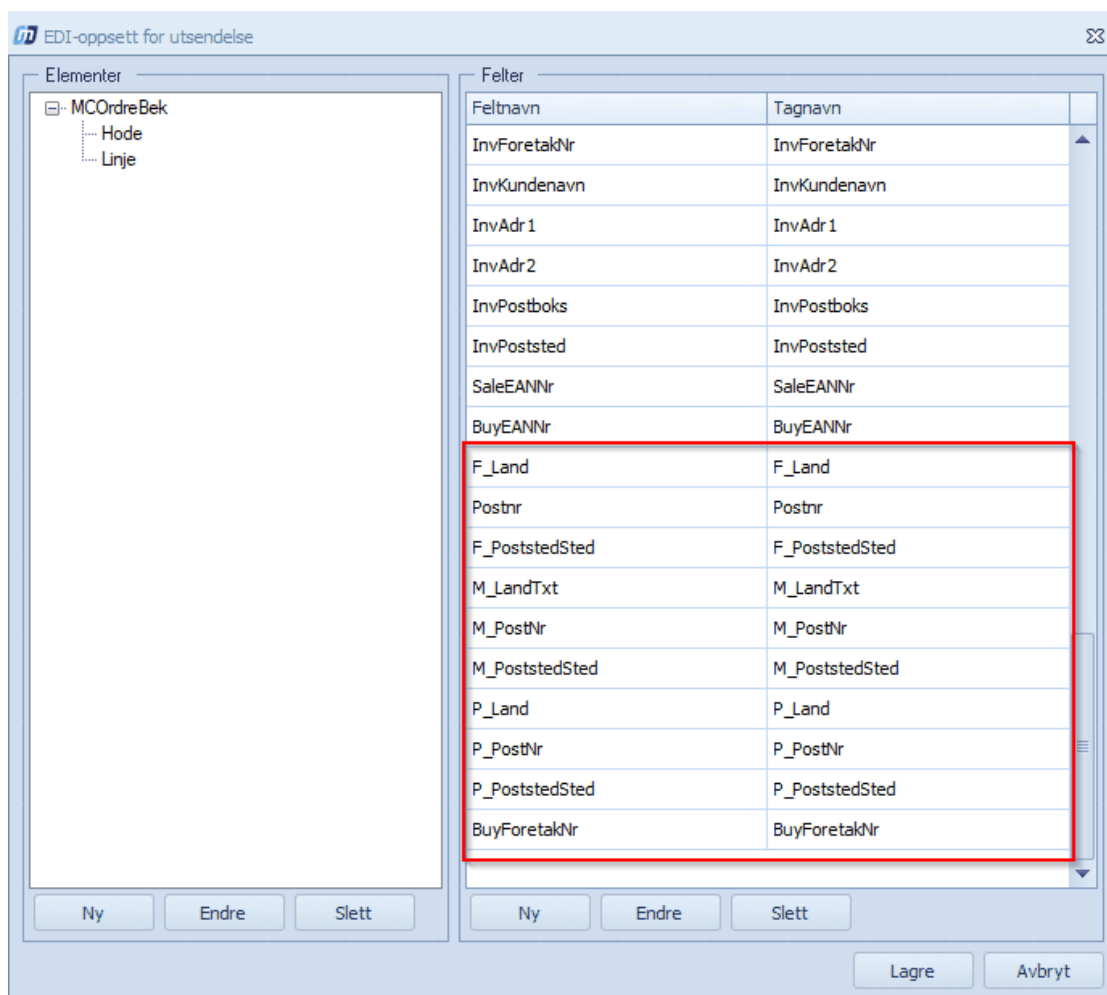 EDI-oppsett for utsendelse
Elementer
MCOrdreBek
Hode
Linje
Ny Endre Slett
Felter
Feltnavn Tagnavn
InvForetakNr InvForetakNr
InvKundenavn InvKundenavn
InvAdr1 InvAdr1
InvAdr2 InvAdr2
InvPostboks InvPostboks
InvPoststed InvPoststed
SaleEANNr SaleEANNr
BuyEANNr BuyEANNr
F_Land F_Land
Postnr Postnr
F_PoststedSted F_PoststedSted
M_LandTxt M_LandTxt
M_PostNr M_PostNr
M_PoststedSted M_PoststedSted
P_Land P_Land
P_PostNr P_PostNr
P_PoststedSted P_PoststedSted
BuyForetakNr BuyForetakNr
Ny Endre Slett
Lagre Avbryt